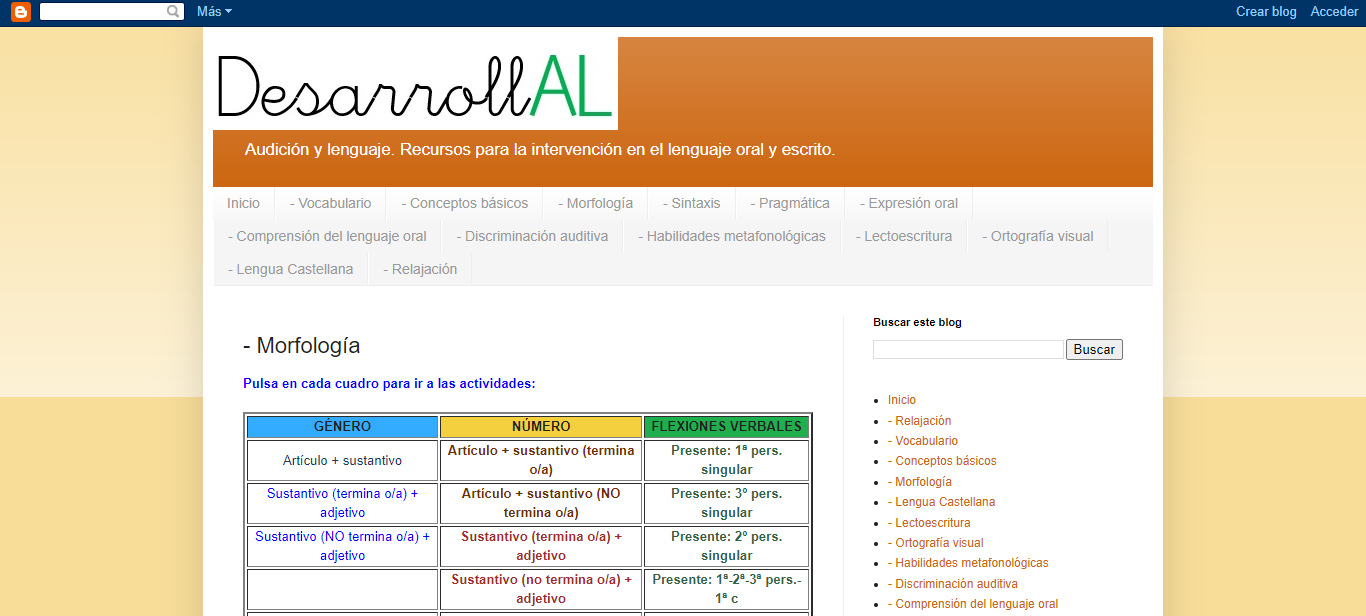 Más
Crear blog Acceder
DesarrollAL
Audición y lenguaje. Recursos para la intervención en el lenguaje oral y escrito.
Inicio - Vocabulario - Conceptos básicos - Morfología - Sintaxis - Pragmática - Expresión oral
- Comprensión del lenguaje oral - Discriminación auditiva - Habilidades metafonológicas - Lectoescritura - Ortografía visual
- Lengua Castellana - Relajación
- Morfología
Pulsa en cada cuadro para ir a las actividades:
GÉNERO NÚMERO FLEXIONES VERBALES
Artículo + sustantivo
Artículo + sustantivo (termina
o/a)
Presente: 1ª pers.
singular
Sustantivo (termina o/a) +
adjetivo
Artículo + sustantivo (NO
termina o/a)
Presente: 3º pers.
singular
Sustantivo (NO termina o/a) +
adjetivo
Sustantivo (termina o/a) +
adjetivo
Presente: 2º pers.
singular
Sustantivo (no termina o/a) +
adjetivo
Presente: 1ª-2ª-3ª pers.-
1ª c
Buscar este blog
Buscar
Inicio
- Relajación
- Vocabulario
- Conceptos básicos
- Morfología
- Lengua Castellana
- Lectoescritura
- Ortografía visual
- Habilidades metafonológicas
- Discriminación auditiva
- Comprensión del lenguaje oral